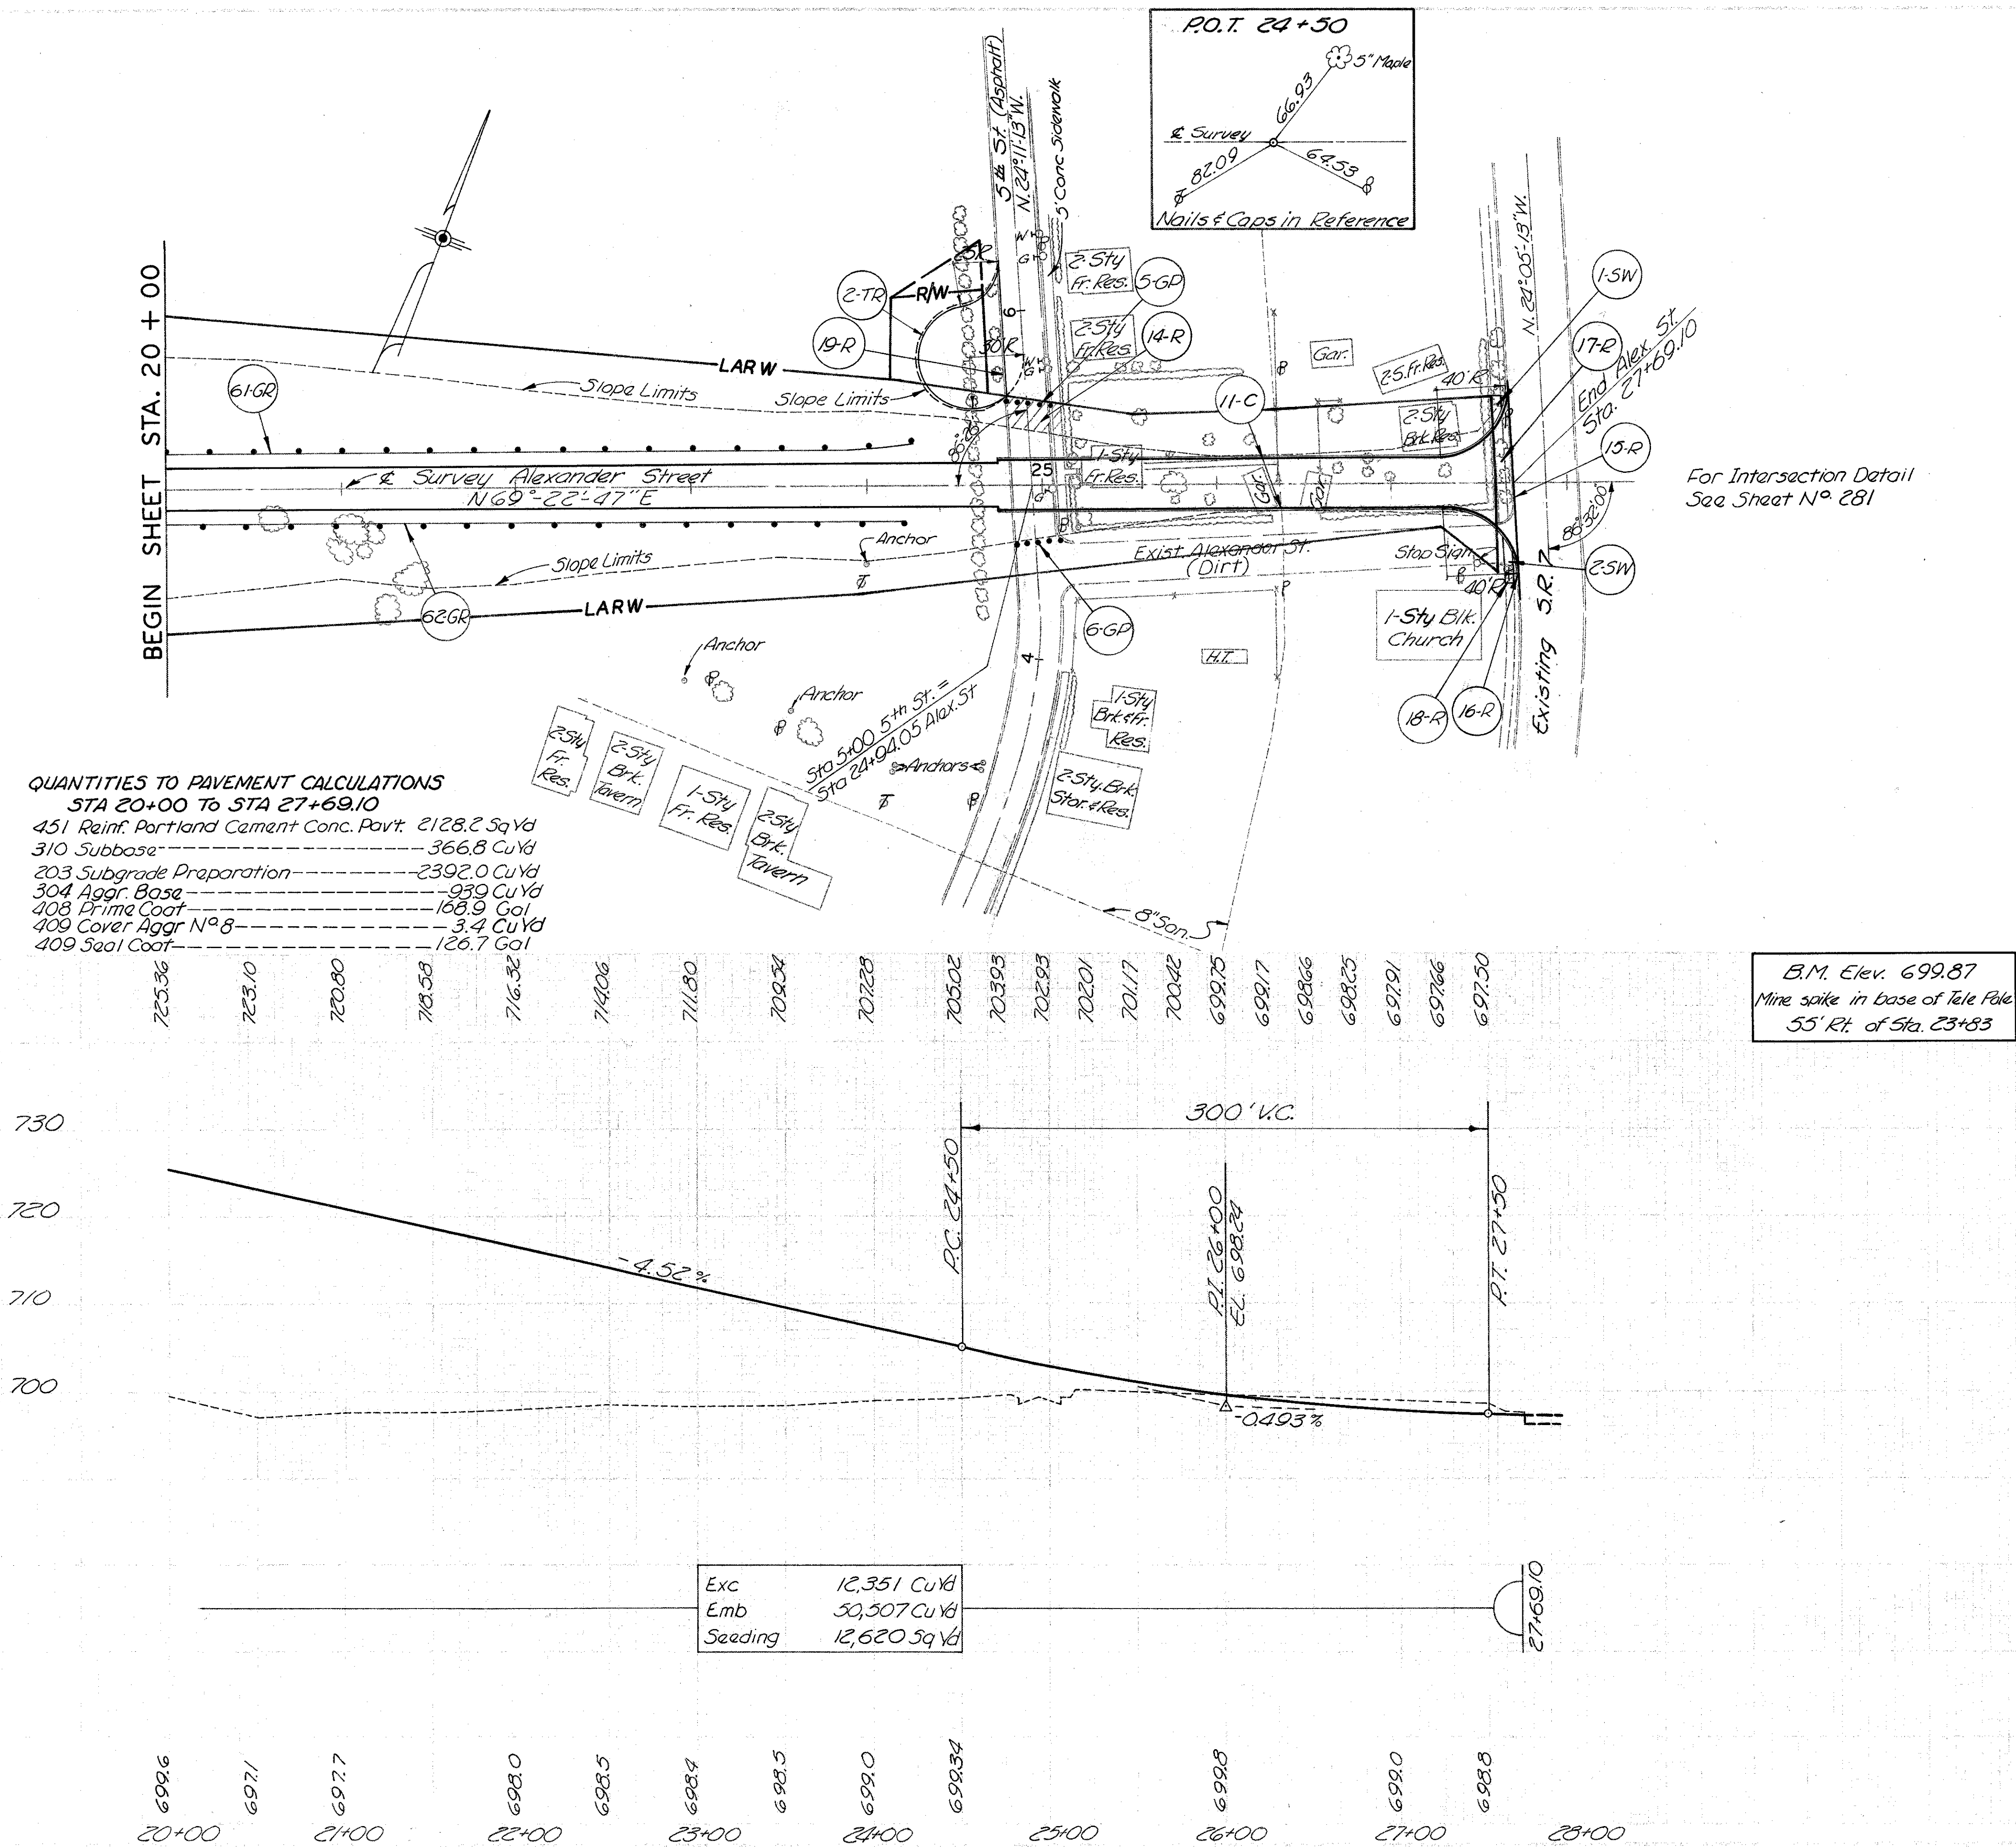 P.O.T. 24+50
5" Maple
66.93
℄ Survey
82.09
64.53
Nails & Caps in Reference
5th St. (Asphalt)
N.24°-11'-13"W.
5' Conc Sidewalk
BEGIN SHEET STA. 20 + 00
61-GR
LARW
Slope Limits
Slope Limits
℄ Survey Alexander Street
N69°-22'-47"E
Slope Limits
LARW
62-GR
2-TR
R/W
25'R
19-R
30'R
W
G
W
G
6
2-Sty
Fr. Res.
5-GP
2-Sty
Fr. Res.
14-R
11-C
Gar.
2-S.Fr.Res.
40'R
2-Sty
Brk.Res.
1-Sty
Fr.Res.
25
G
Gar.
Gar.
N.24°-05'-13"W.
1-SW
17-R
End Alex. St.
Sta. 27+69.10
15-R
86°32'00"
For Intersection Detail
See Sheet Nº 281
Anchor
Exist. Alexander St.
(Dirt)
Stop Sign
40'R
2-SW
Existing S.R. 7
1-Sty Blk.
Church
18-R
16-R
6-GP
H.T.
4
Anchor
Anchor
Anchors
Sta 5+00 5th St. =
Sta 24+94.05 Alex. St
1-Sty
Brk.&Fr.
Res.
2-Sty. Brk.
Stor. & Res.
2-Sty
Fr.
Res.
2-Sty
Brk.
Tavern
1-Sty
Fr. Res.
2-Sty
Brk.
Tavern
8" San.
QUANTITIES TO PAVEMENT CALCULATIONS
STA 20+00 To STA 27+69.10
451 Reinf. Portland Cement Conc. Pavt. 2128.2 Sq Yd
310 Subbase 366.8 Cu Yd
203 Subgrade Preparation 2392.0 Cu Yd
304 Aggr. Base 93.9 Cu Yd
408 Prime Coat 168.9 Gal
409 Cover Aggr Nº 8 3.4 Cu Yd
409 Seal Coat 126.7 Gal
725.36 723.10 720.80 718.58 716.32 714.06 711.80 709.54 707.28 705.02 703.93 702.93 702.01 701.17 700.42 699.75 699.17 698.66 698.25 697.91 697.66 697.50
B.M. Elev. 699.87
Mine spike in base of Tele Pole
55' Rt. of Sta. 23+83
730
720
710
700
300' V.C.
P.C. 24+50
P.I. 26+00
EL. 698.24
P.T. 27+50
-4.52%
-0.493%
Exc 12,351 Cu Yd
Emb 50,507 Cu Yd
Seeding 12,620 Sq Yd
27+69.10
699.6 697.1 697.7 698.0 698.5 698.4 698.5 699.0 699.34 699.8 699.0 698.8
20+00 21+00 22+00 23+00 24+00 25+00 26+00 27+00 28+00